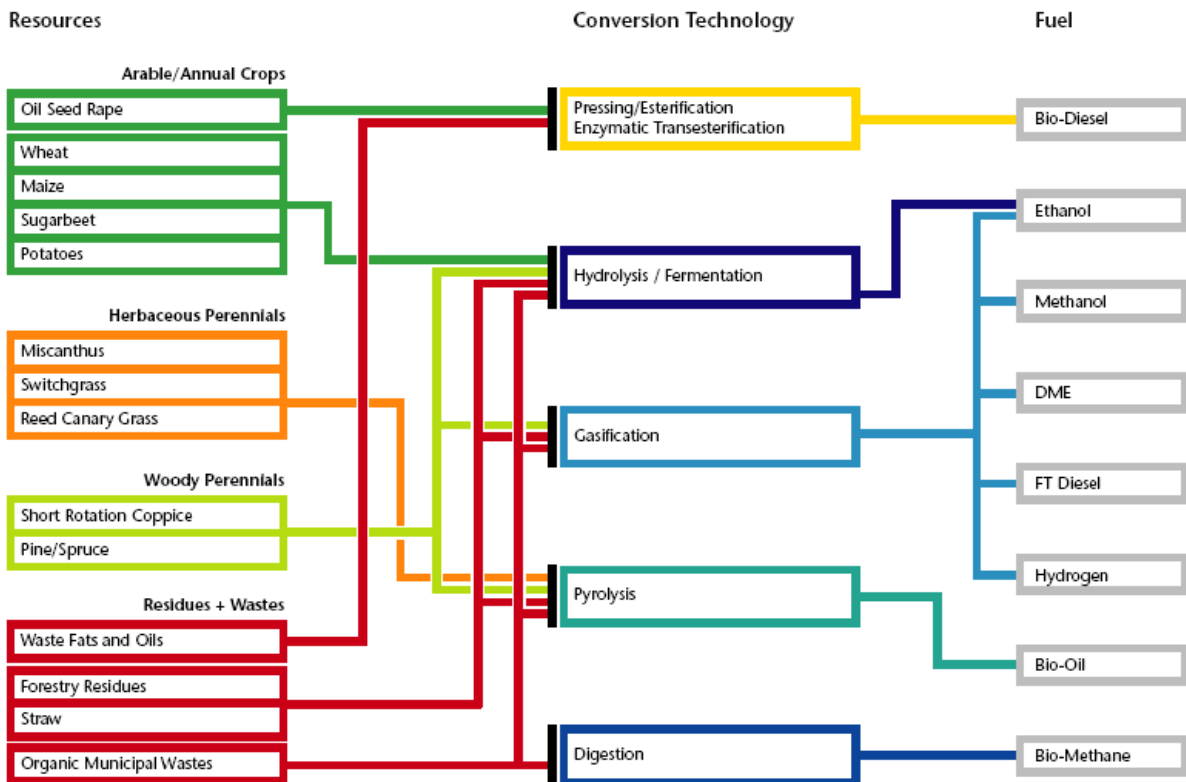 Resources
Conversion Technology
Fuel
Arable/Annual Crops
Oil Seed Rape
Wheat
Maize
Sugarbeet
Potatoes
Herbaceous Perennials
Miscanthus
Switchgrass
Reed Canary Grass
Woody Perennials
Short Rotation Coppice
Pine/Spruce
Residues + Wastes
Waste Fats and Oils
Forestry Residues
Straw
Organic Municipal Wastes
Pressing/Esterification
Enzymatic Transesterification
Hydrolysis / Fermentation
Gasification
Pyrolysis
Digestion
Bio-Diesel
Ethanol
Methanol
DME
FT Diesel
Hydrogen
Bio-Oil
Bio-Methane